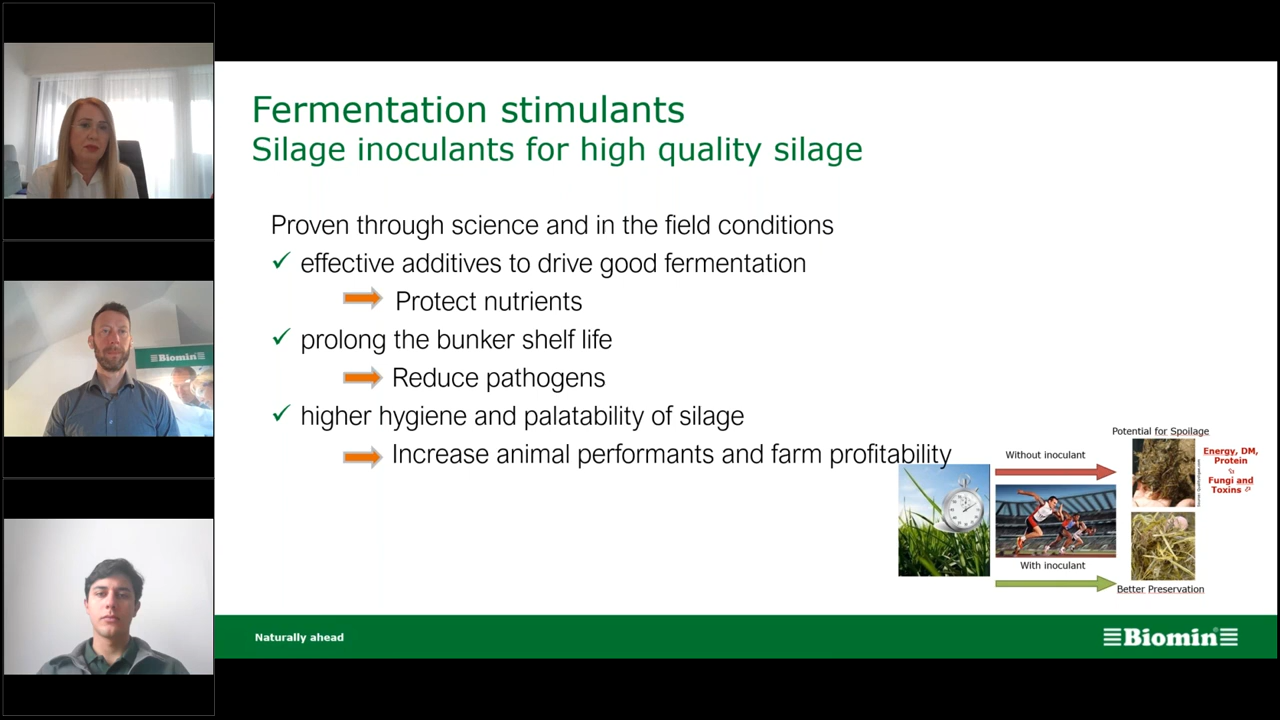 Fermentation stimulants
Silage inoculants for high quality silage
Proven through science and in the field conditions
effective additives to drive good fermentation
Protect nutrients
prolong the bunker shelf life
Reduce pathogens
higher hygiene and palatability of silage
Increase animal performants and farm profitability
Potential for Spoilage
Without inoculant
Energy, DM,
Protein
Fungi and
Toxins
With inoculant
Better Preservation
Naturally ahead
Biomin
Biomin